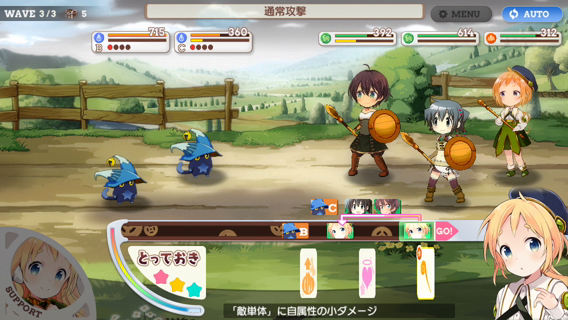 WAVE 3/3 5
通常攻撃
MENU
AUTO
715
B
360
C
392
614
312
C
B
GO!
とっておき
SUPPORT
「敵単体」に自属性の小ダメージ